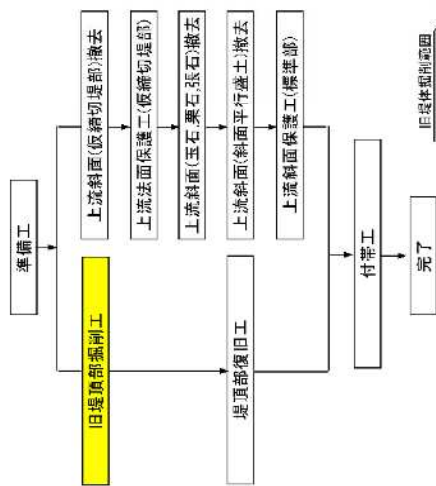 準備工
旧堤頂部掘削工
堤頂部復旧工
上流斜面(仮締切堤部)撤去
上流法面保護工(仮締切堤部)
上流斜面(玉石,栗石,張石)撤去
上流斜面(斜面平行盛土)撤去
上流斜面保護工(標準部)
付帯工
完了
旧堤体掘削範囲